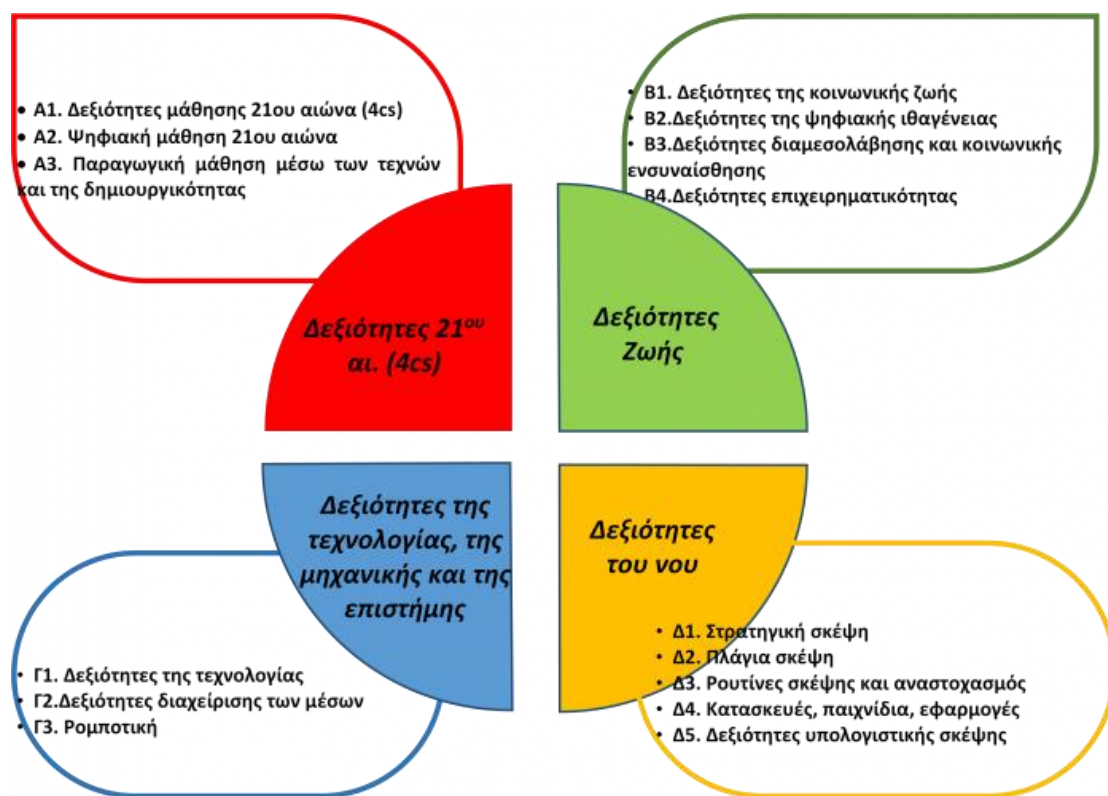 • Α1. Δεξιότητες μάθησης 21ου αιώνα (4cs)
• Α2. Ψηφιακή μάθηση 21ου αιώνα
• Α3. Παραγωγική μάθηση μέσω των τεχνών
και της δημιουργικότητας
• Β1. Δεξιότητες της κοινωνικής ζωής
• Β2.Δεξιότητες της ψηφιακής ιθαγένειας
• Β3.Δεξιότητες διαμεσολάβησης και κοινωνικής
ενσυναίσθησης
• Β4.Δεξιότητες επιχειρηματικότητας
Δεξιότητες 21ου
αι. (4cs)
Δεξιότητες
Ζωής
Δεξιότητες της
τεχνολογίας, της
μηχανικής και της
επιστήμης
Δεξιότητες
του νου
• Γ1. Δεξιότητες της τεχνολογίας
• Γ2.Δεξιότητες διαχείρισης των μέσων
• Γ3. Ρομποτική
• Δ1. Στρατηγική σκέψη
• Δ2. Πλάγια σκέψη
• Δ3. Ρουτίνες σκέψης και αναστοχασμός
• Δ4. Κατασκευές, παιχνίδια, εφαρμογές
• Δ5. Δεξιότητες υπολογιστικής σκέψης